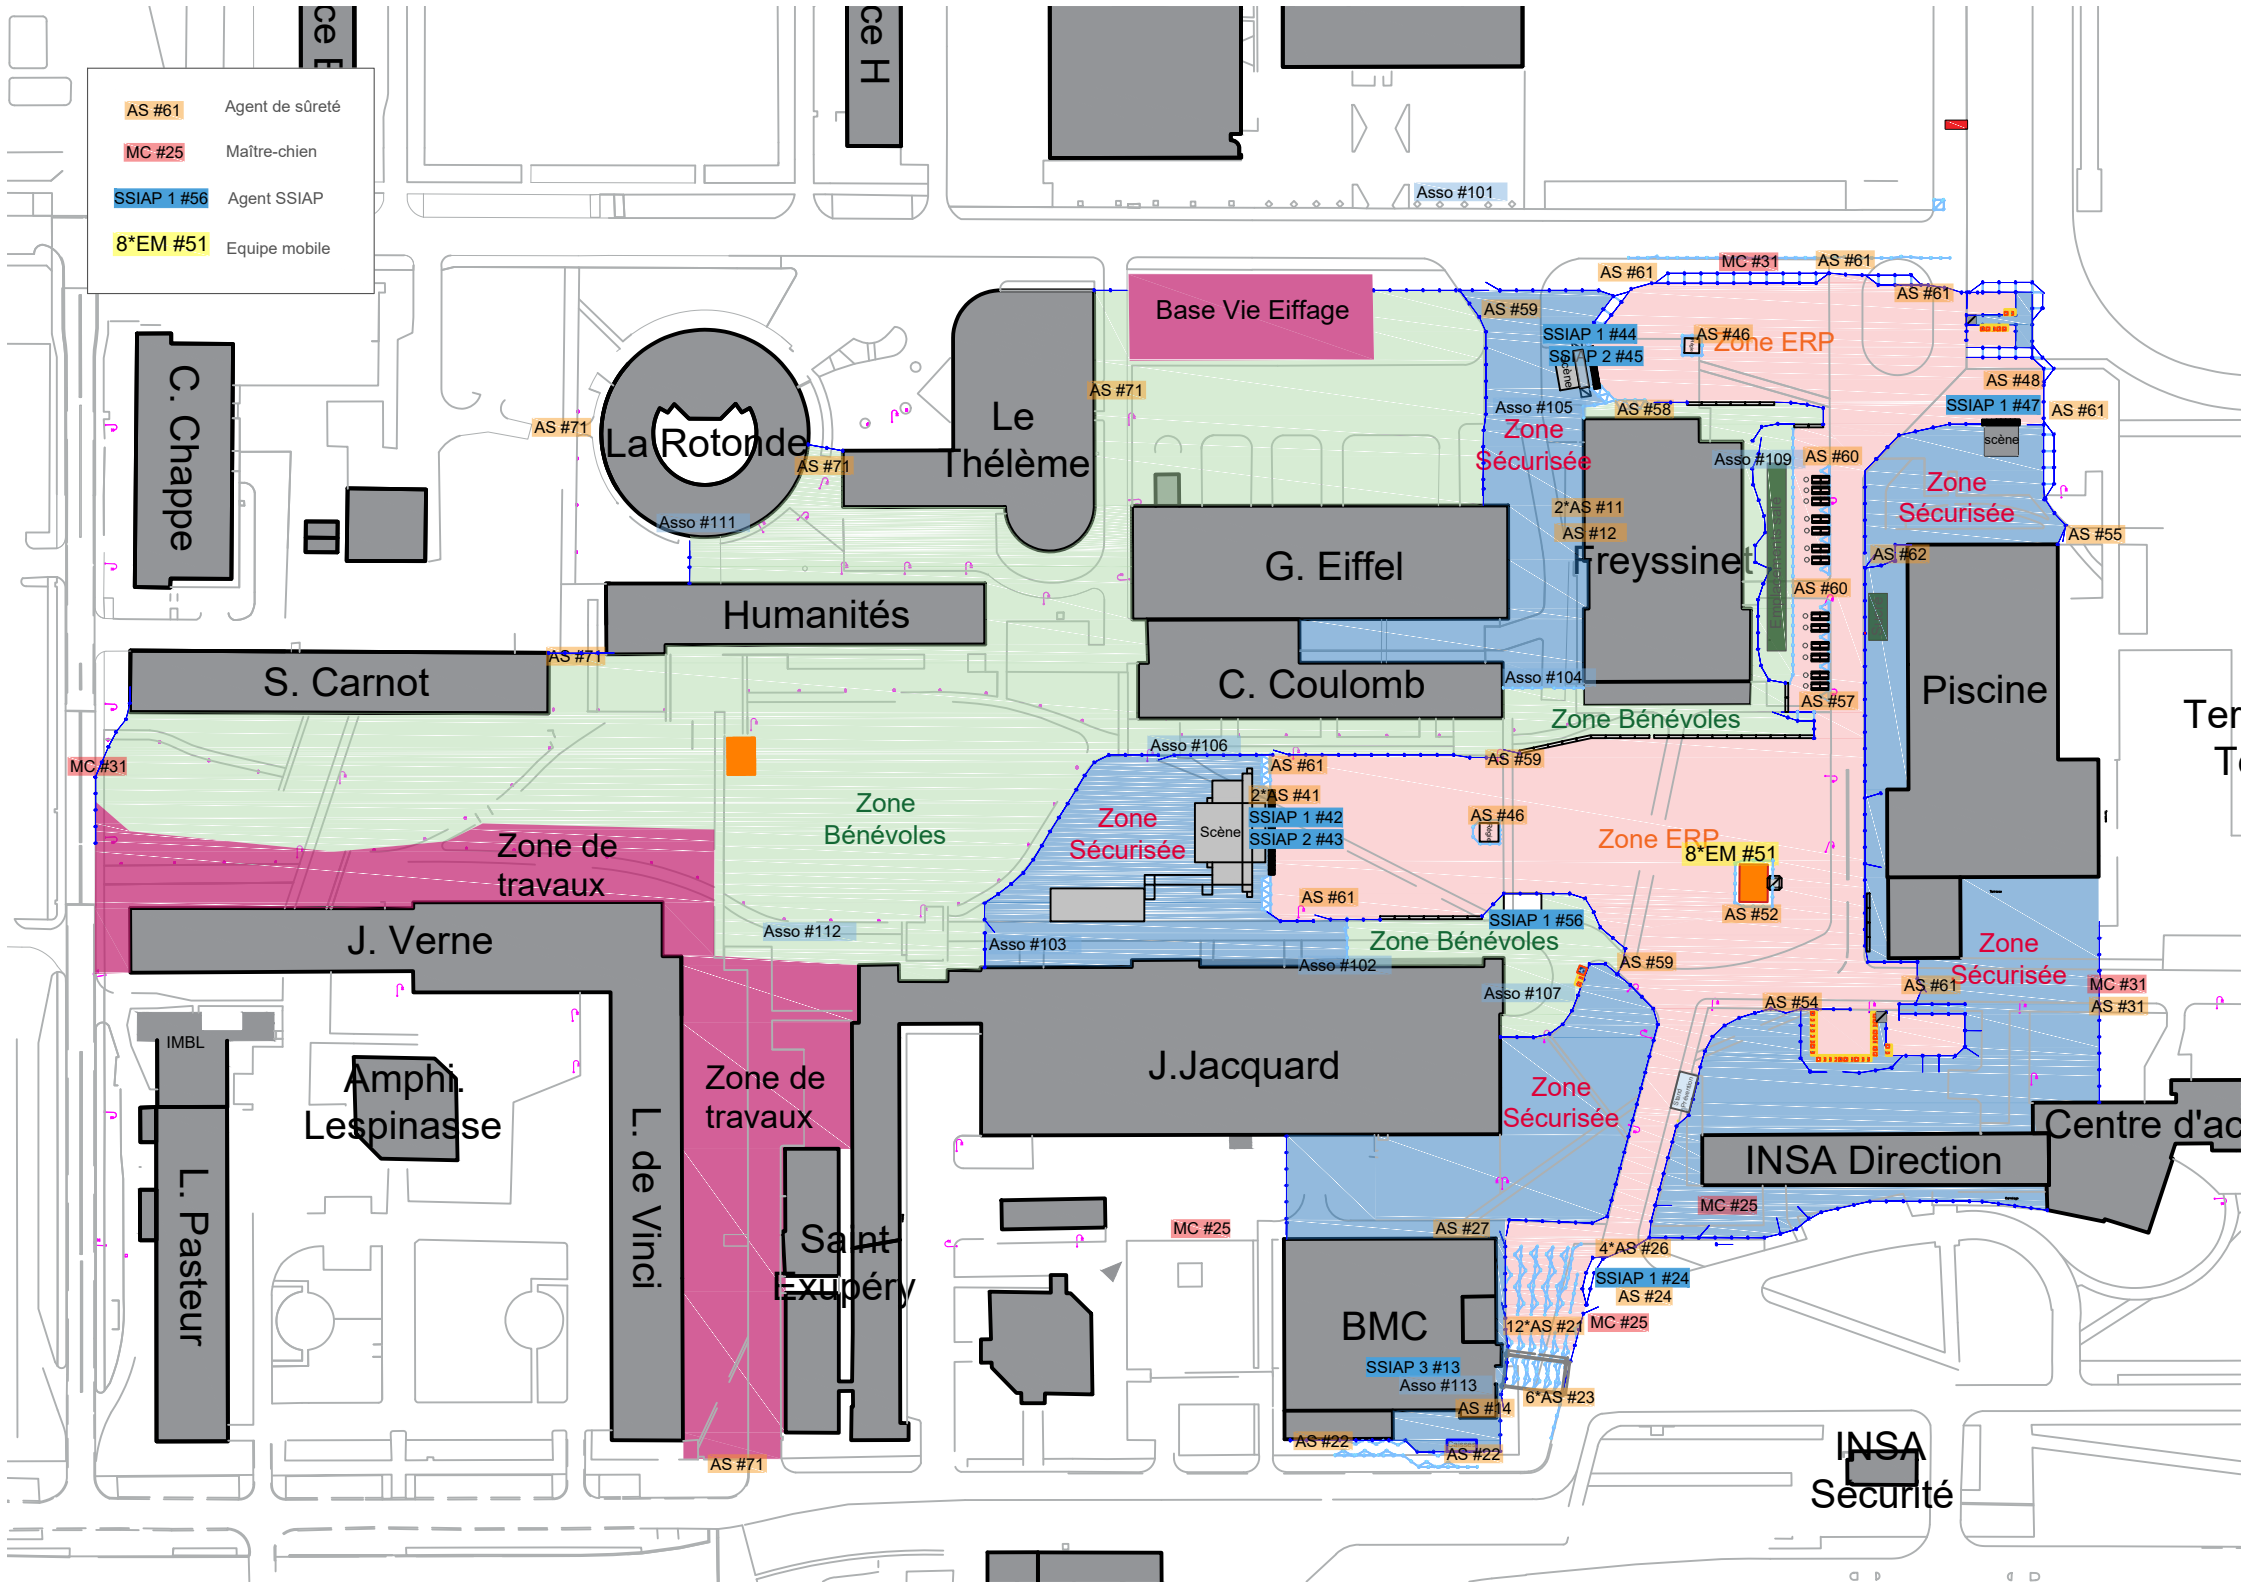 ce H
AS #61 Agent de sûreté
MC #25 Maître-chien
SSIAP 1 #56 Agent SSIAP
8*EM #51 Equipe mobile
Asso #101
AS #61
MC #31
AS #61
AS #61
Base Vie Eiffage
AS #59
SSIAP 1 #44
AS #46
Zone ERP
SSIAP 2 #45
scène
C. Chappe
AS #71
La Rotonde
AS #71
Le
Thélème
AS #71
Asso #105
AS #58
AS #48
SSIAP 1 #47
AS #61
scène
Zone
Sécurisée
Asso #109
AS #60
Zone
Sécurisée
Asso #111
2*AS #11
AS #12
AS #55
AS #62
G. Eiffel
Freyssinet
AS #60
Humanités
AS #71
S. Carnot
C. Coulomb
Asso #104
AS #57
Piscine
Zone Bénévoles
Asso #106
MC #31
AS #61
AS #59
2*AS #41
SSIAP 1 #42
SSIAP 2 #43
Scène
AS #46
Régie
Zone
Bénévoles
Zone
Sécurisée
Zone ERP
8*EM #51
Zone de
travaux
AS #61
AS #52
SSIAP 1 #56
J. Verne
Asso #112
Asso #103
Zone Bénévoles
Asso #102
AS #59
Zone
Sécurisée
AS #61
MC #31
AS #31
Asso #107
AS #54
IMBL
Amphi.
Lespinasse
Zone de
travaux
J.Jacquard
Zone
Sécurisée
Stand
Prévention
Centre d'ac
INSA Direction
L. Pasteur
L. de Vinci
MC #25
MC #25
AS #27
Saint
Exupéry
4*AS #26
SSIAP 1 #24
AS #24
BMC
12*AS #21
MC #25
SSIAP 3 #13
Asso #113
6*AS #23
AS #14
AS #22
AS #22
AS #71
INSA
Sécurité